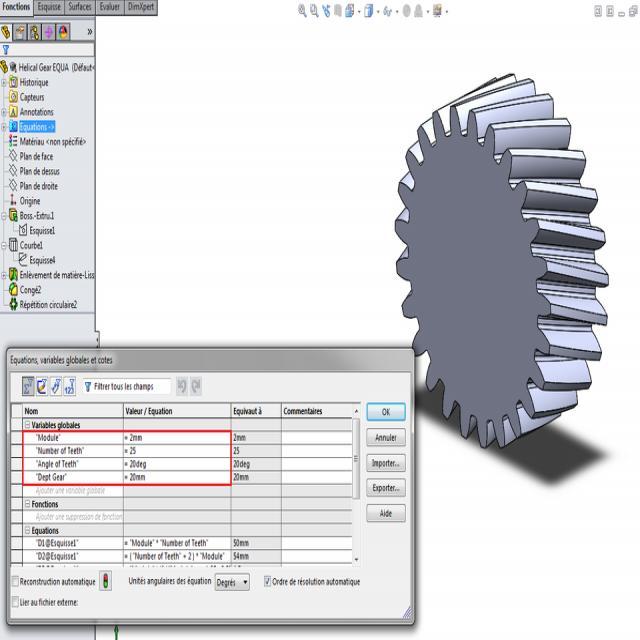 Fonctions Esquisse Surfaces Evaluer DimXpert
»
Helical Gear EQUA (Défaut<
Historique
Capteurs
Annotations
Equations ->
Matériau <non spécifié>
Plan de face
Plan de dessus
Plan de droite
Origine
Boss.-Extru.1
Esquisse1
Courbe1
Esquisse4
Enlèvement de matière-Liss
Congé2
Répétition circulaire2
Equations, variables globales et cotes
Filtrer tous les champs
Nom Valeur / Equation Equivaut à Commentaires
Variables globales
"Module" = 2mm 2mm
"Number of Teeth" = 25 25
"Angle of Teeth" = 20deg 20deg
"Dept Gear" = 20mm 20mm
Ajouter une variable globale
Fonctions
Ajouter une suppression de fonction
Equations
"D1@Esquisse1" = "Module" * "Number of Teeth" 50mm
"D2@Esquisse1" = ( "Number of Teeth" + 2 ) * "Module" 54mm
OK
Annuler
Importer...
Exporter...
Aide
Reconstruction automatique Unités angulaires des équation Degrés Ordre de résolution automatique
Lier au fichier externe: